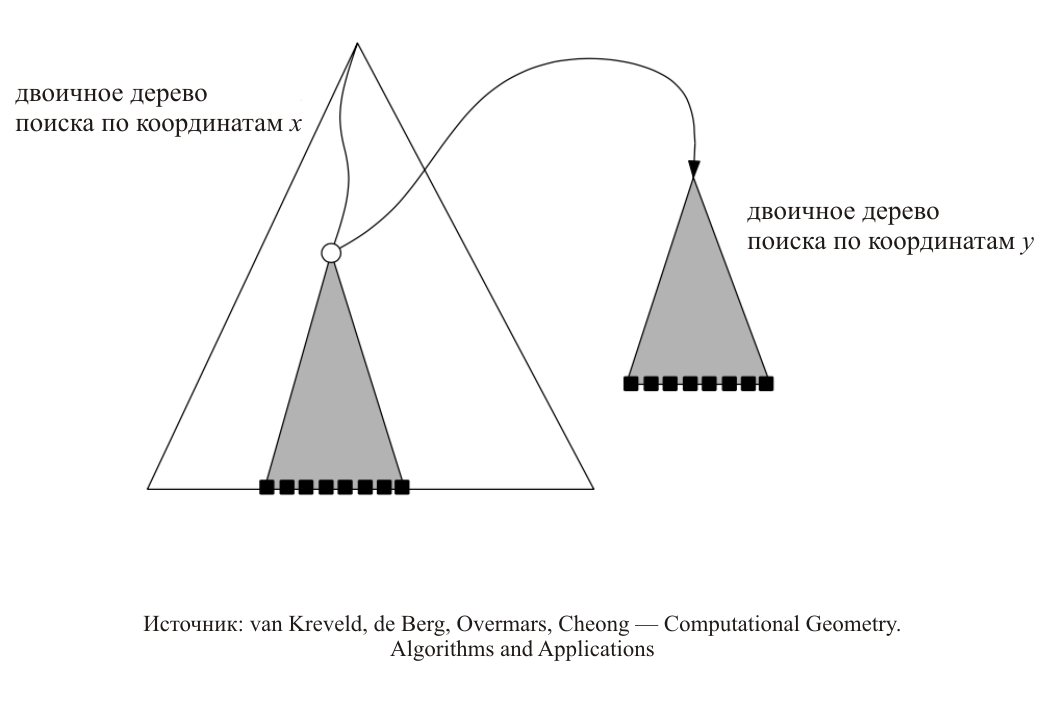 двоичное дерево
поиска по координатам x
двоичное дерево
поиска по координатам y
Источник: van Kreveld, de Berg, Overmars, Cheong — Computational Geometry.
Algorithms and Applications